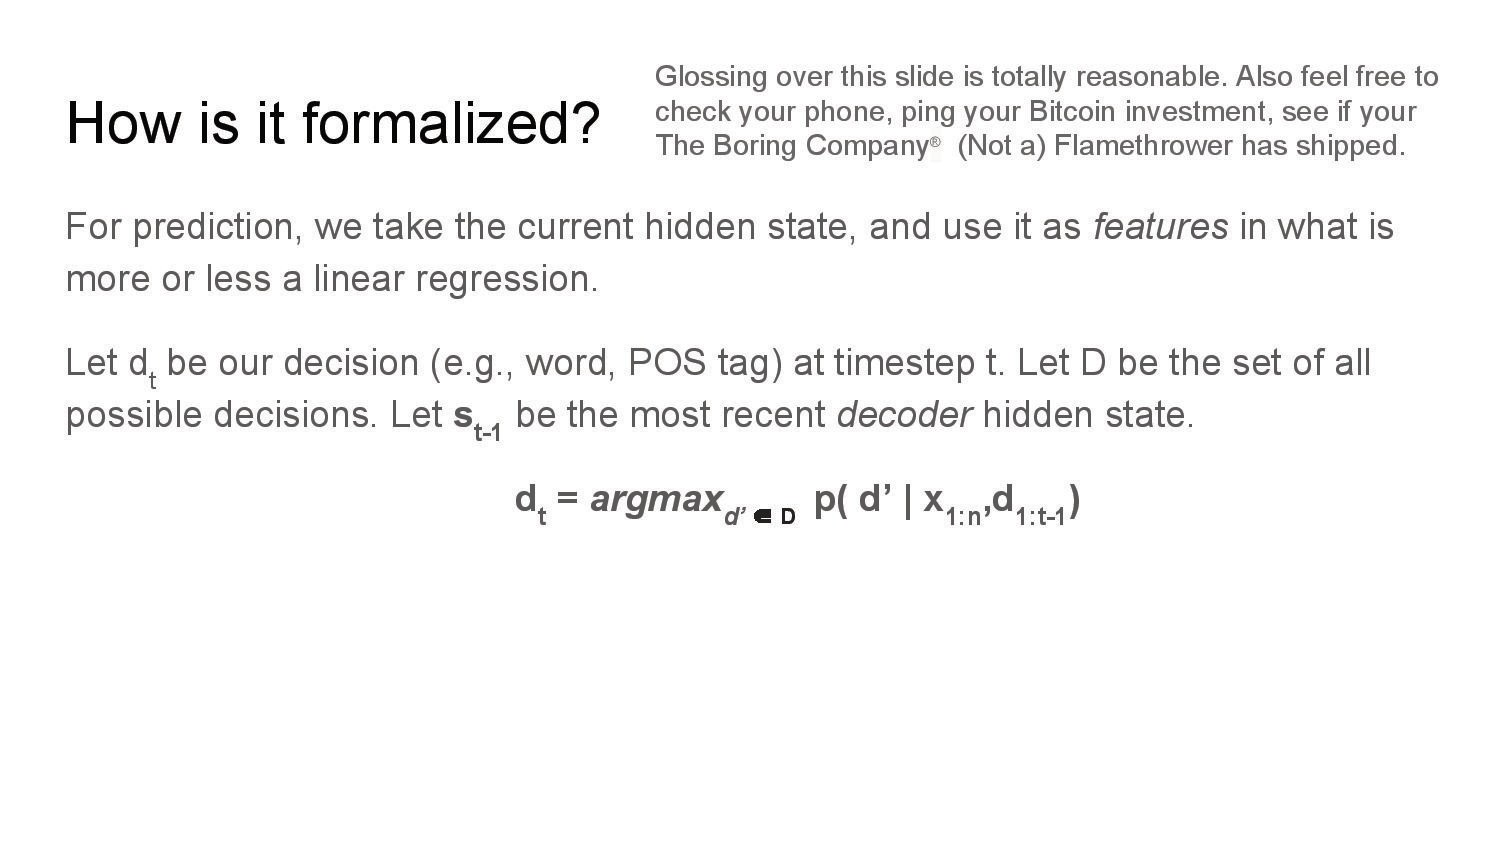 How is it formalized?
Glossing over this slide is totally reasonable. Also feel free to
check your phone, ping your Bitcoin investment, see if your
The Boring Company® (Not a) Flamethrower has shipped.
For prediction, we take the current hidden state, and use it as features in what is
more or less a linear regression.
Let dt be our decision (e.g., word, POS tag) at timestep t. Let D be the set of all
possible decisions. Let st-1 be the most recent decoder hidden state.
dt = argmaxd’ ∈ D p( d’ | x1:n,d1:t-1)